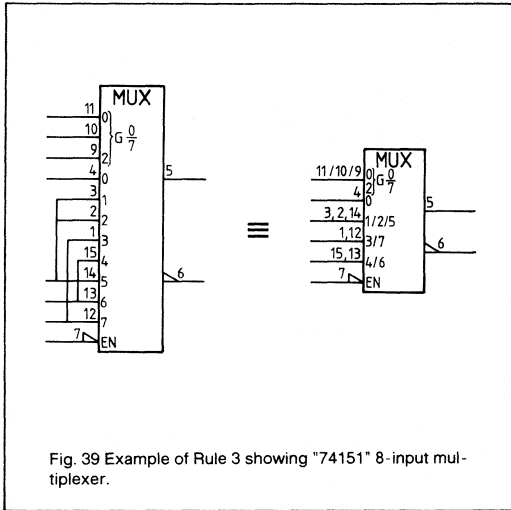 MUX
11 0
10
9 2
} G 0/7
4 0
3 1
2 2
1 3
15 4
14 5
13 6
12 7
7 EN
5
6
≡
MUX
11/10/9 0
2
} G 0/7
4 0
3, 2, 14 1/2/5
1,12 3/7
15,13 4/6
7 EN
5
6
Fig. 39 Example of Rule 3 showing "74151" 8-input mul-
tiplexer.